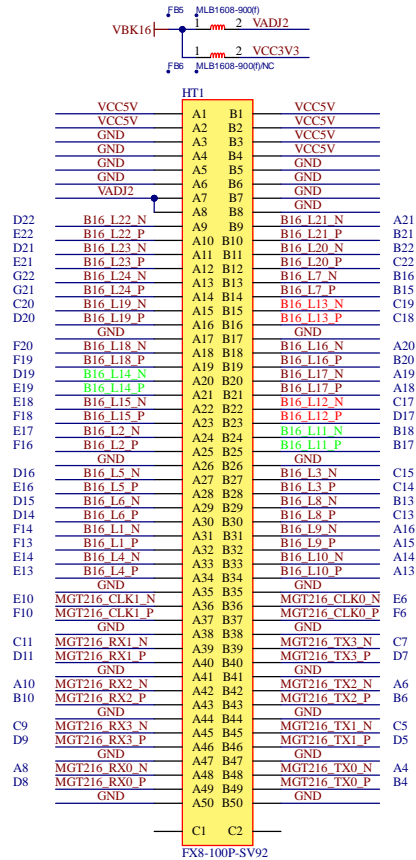 FB5 MLB1608-900(f)
VBK16 1 2 VADJ2
1 2 VCC3V3
FB6 MLB1608-900(f)/NC
HT1
VCC5V A1 B1 VCC5V
VCC5V A2 B2 VCC5V
GND A3 B3 VCC5V
GND A4 B4 VCC5V
GND A5 B5 GND
GND A6 B6 GND
VADJ2 A7 B7 GND
A8 B8 GND
D22 B16_L22_N A9 B9 B16_L21_N A21
E22 B16_L22_P A10 B10 B16_L21_P B21
D21 B16_L23_N A11 B11 B16_L20_N B22
E21 B16_L23_P A12 B12 B16_L20_P C22
G22 B16_L24_N A13 B13 B16_L7_N B16
G21 B16_L24_P A14 B14 B16_L7_P B15
C20 B16_L19_N A15 B15 B16_L13_N C19
D20 B16_L19_P A16 B16 B16_L13_P C18
GND A17 B17 GND
F20 B16_L18_N A18 B18 B16_L16_N A20
F19 B16_L18_P A19 B19 B16_L16_P B20
D19 B16_L14_N A20 B20 B16_L17_N A19
E19 B16_L14_P A21 B21 B16_L17_P A18
E18 B16_L15_N A22 B22 B16_L12_N C17
F18 B16_L15_P A23 B23 B16_L12_P D17
E17 B16_L2_N A24 B24 B16_L11_N B18
F16 B16_L2_P A25 B25 B16_L11_P B17
GND A26 B26 GND
D16 B16_L5_N A27 B27 B16_L3_N C15
E16 B16_L5_P A28 B28 B16_L3_P C14
D15 B16_L6_N A29 B29 B16_L8_N B13
D14 B16_L6_P A30 B30 B16_L8_P C13
F14 B16_L1_N A31 B31 B16_L9_N A16
F13 B16_L1_P A32 B32 B16_L9_P A15
E14 B16_L4_N A33 B33 B16_L10_N A14
E13 B16_L4_P A34 B34 B16_L10_P A13
GND A35 B35 GND
E10 MGT216_CLK1_N A36 B36 MGT216_CLK0_N E6
F10 MGT216_CLK1_P A37 B37 MGT216_CLK0_P F6
GND A38 B38 GND
C11 MGT216_RX1_N A39 B39 MGT216_TX3_N C7
D11 MGT216_RX1_P A40 B40 MGT216_TX3_P D7
GND A41 B41 GND
A10 MGT216_RX2_N A42 B42 MGT216_TX2_N A6
B10 MGT216_RX2_P A43 B43 MGT216_TX2_P B6
GND A44 B44 GND
C9 MGT216_RX3_N A45 B45 MGT216_TX1_N C5
D9 MGT216_RX3_P A46 B46 MGT216_TX1_P D5
GND A47 B47 GND
A8 MGT216_RX0_N A48 B48 MGT216_TX0_N A4
D8 MGT216_RX0_P A49 B49 MGT216_TX0_P B4
GND A50 B50 GND
C1 C2
FX8-100P-SV92